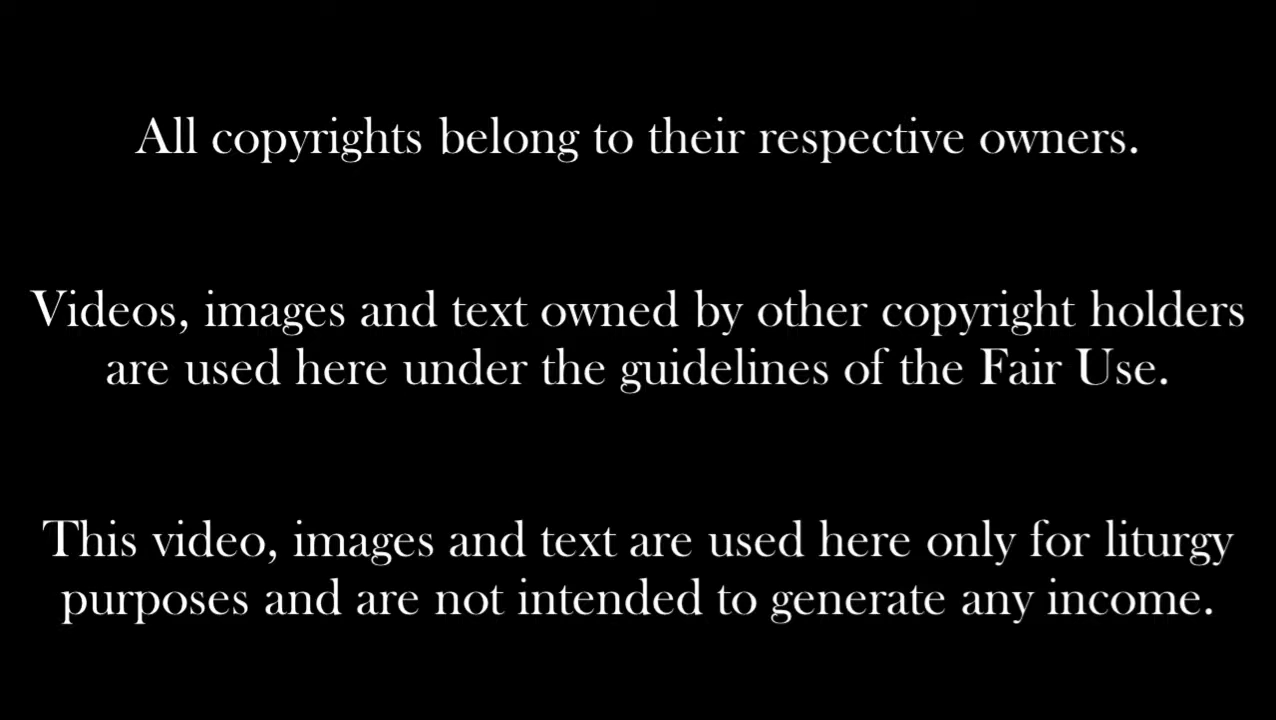 All copyrights belong to their respective owners.
Videos, images and text owned by other copyright holders
are used here under the guidelines of the Fair Use.
This video, images and text are used here only for liturgy
purposes and are not intended to generate any income.